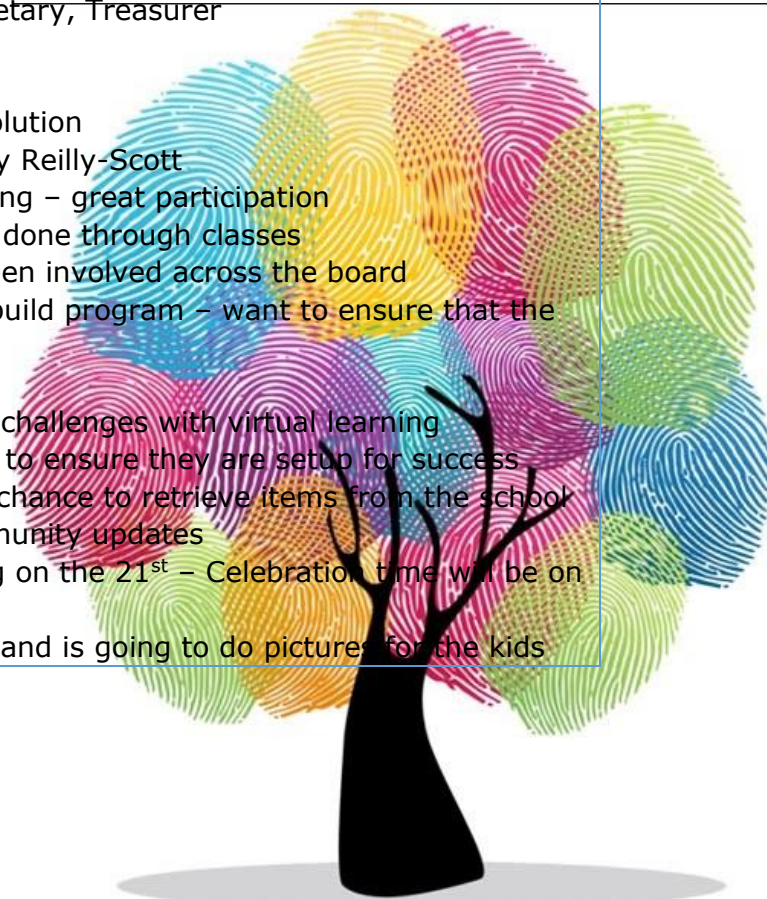 etary, Treasurer
olution
y Reilly-Scott
ng – great participation
done through classes
en involved across the board
build program – want to ensure that the
challenges with virtual learning
to ensure they are setup for success
chance to retrieve items from the school
munity updates
g on the 21st – Celebration time will be on
and is going to do pictures for the kids